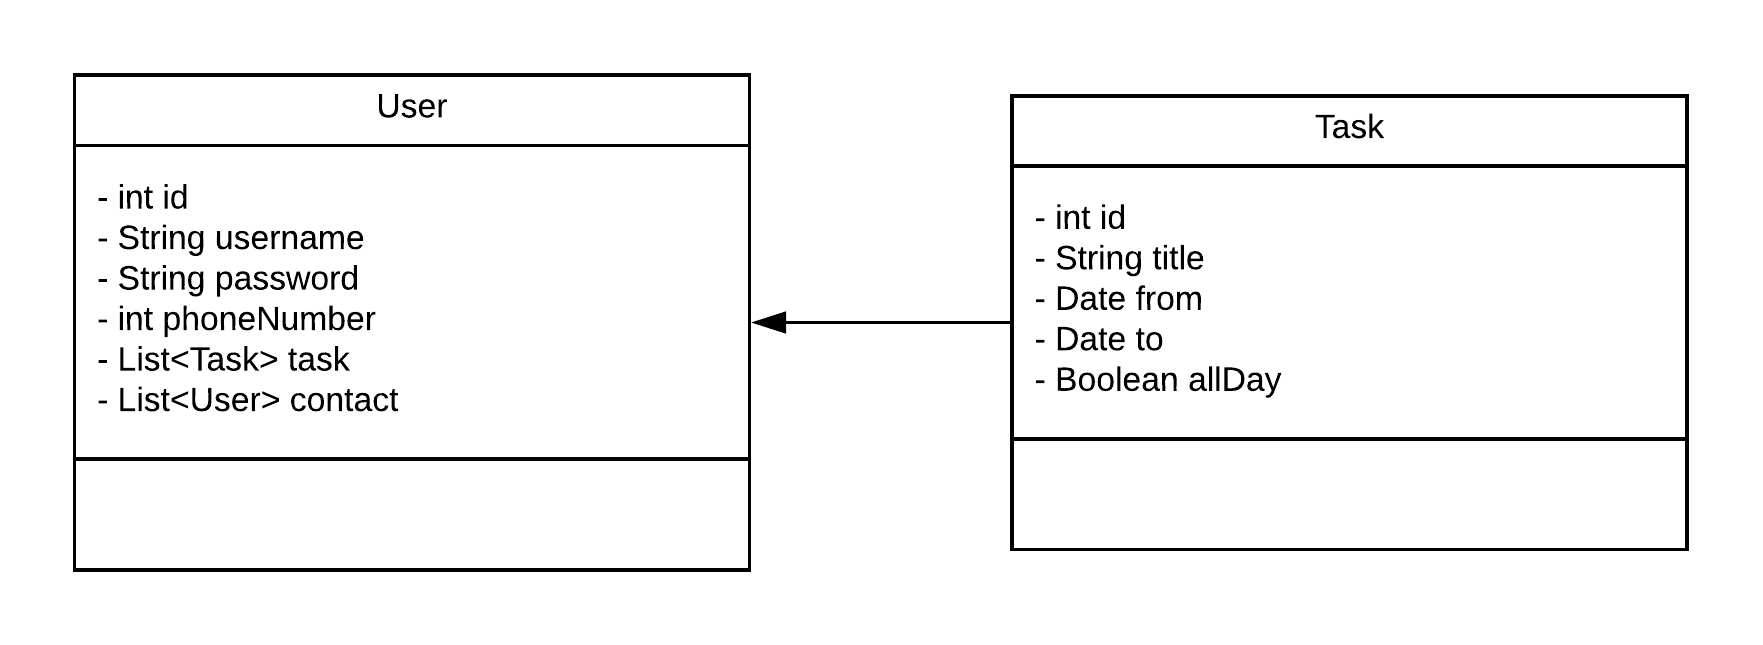 User
- int id
- String username
- String password
- int phoneNumber
- List<Task> task
- List<User> contact
Task
- int id
- String title
- Date from
- Date to
- Boolean allDay